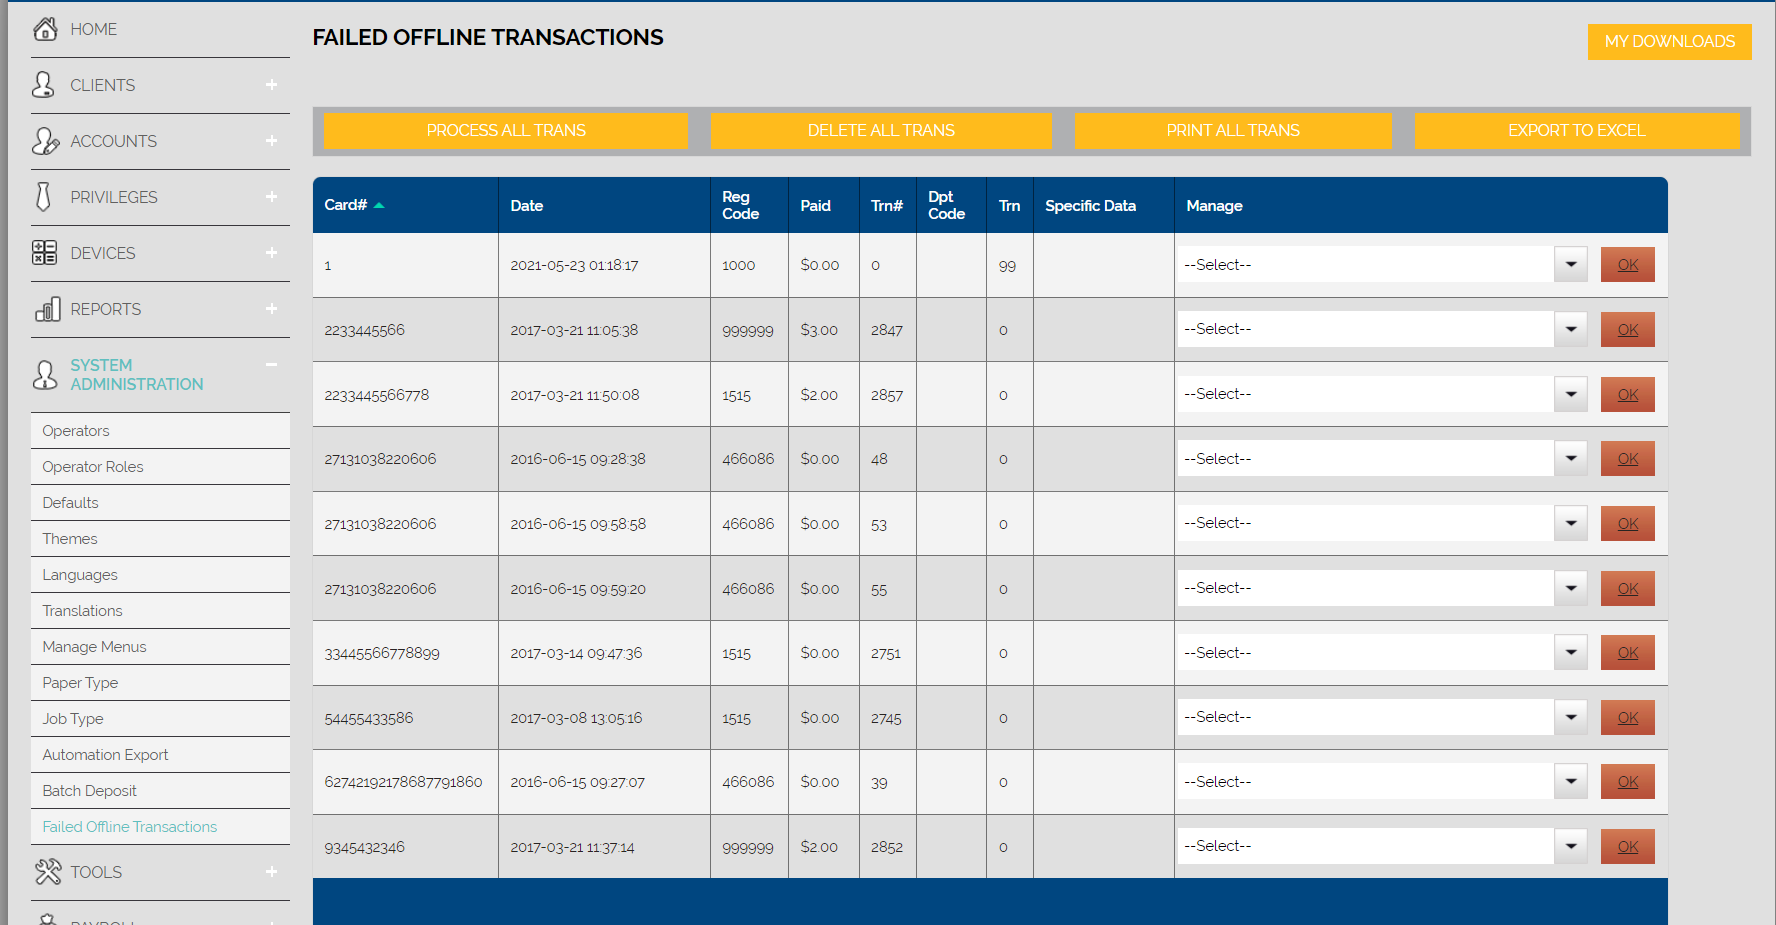 HOME
CLIENTS
ACCOUNTS
PRIVILEGES
DEVICES
REPORTS
SYSTEM
ADMINISTRATION
Operators
Operator Roles
Defaults
Themes
Languages
Translations
Manage Menus
Paper Type
Job Type
Automation Export
Batch Deposit
Failed Offline Transactions
TOOLS
FAILED OFFLINE TRANSACTIONS
MY DOWNLOADS
PROCESS ALL TRANS DELETE ALL TRANS PRINT ALL TRANS EXPORT TO EXCEL
Card# Date Reg Code Paid Trn# Dpt Code Trn Specific Data Manage
1 2021-05-23 01:18:17 1000 $0.00 0 99 --Select-- OK
2233445566 2017-03-21 11:05:38 999999 $3.00 2847 0 --Select-- OK
2233445566778 2017-03-21 11:50:08 1515 $2.00 2857 0 --Select-- OK
27131038220606 2016-06-15 09:28:38 466086 $0.00 48 0 --Select-- OK
27131038220606 2016-06-15 09:58:58 466086 $0.00 53 0 --Select-- OK
27131038220606 2016-06-15 09:59:20 466086 $0.00 55 0 --Select-- OK
33445566778899 2017-03-14 09:47:36 1515 $0.00 2751 0 --Select-- OK
54455433586 2017-03-08 13:05:16 1515 $0.00 2745 0 --Select-- OK
62742192178687791860 2016-06-15 09:27:07 466086 $0.00 39 0 --Select-- OK
9345432346 2017-03-21 11:37:14 999999 $2.00 2852 0 --Select-- OK